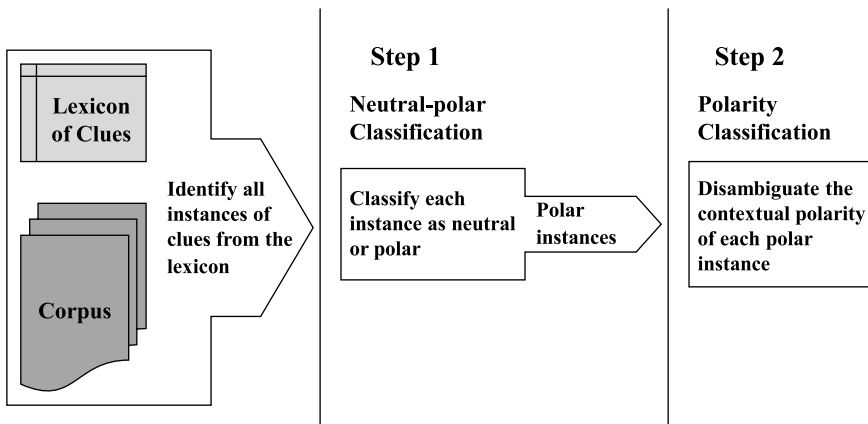 Lexicon
of Clues
Corpus
Identify all
instances of
clues from the
lexicon
Step 1
Neutral-polar
Classification
Classify each
instance as neutral
or polar
Polar
instances
Step 2
Polarity
Classification
Disambiguate the
contextual polarity
of each polar
instance